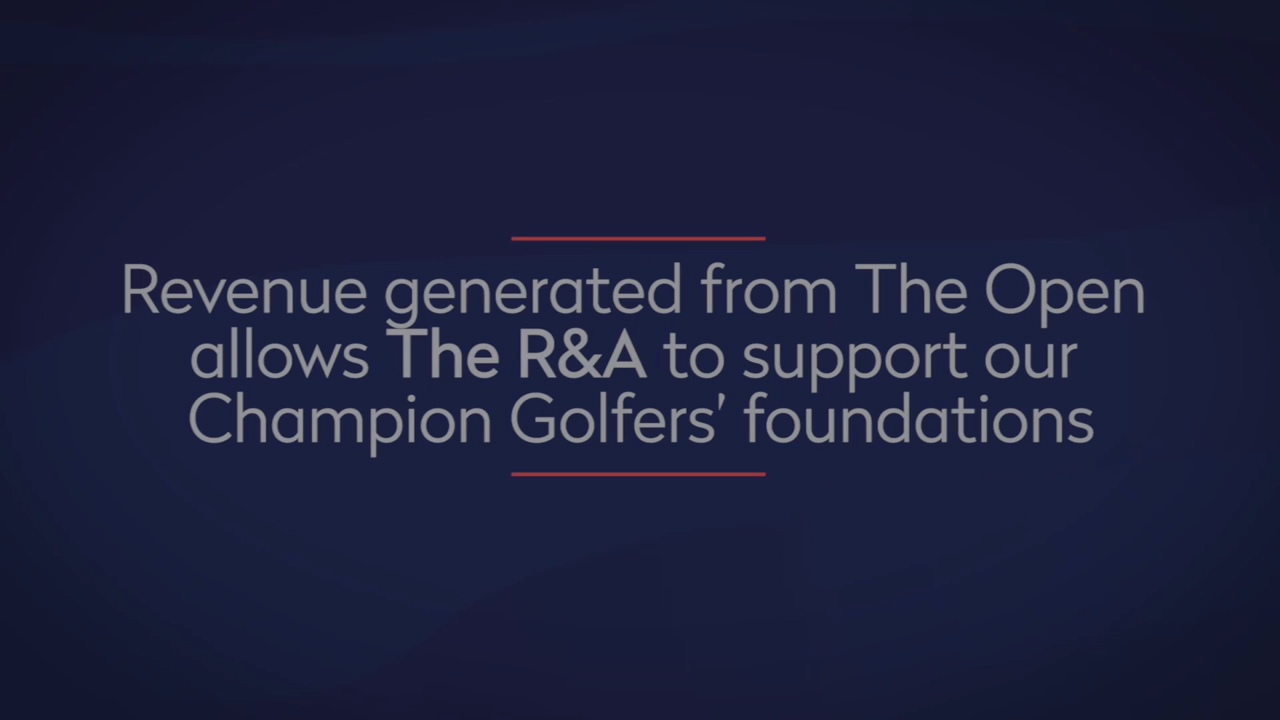 Revenue generated from The Open
allows The R&A to support our
Champion Golfers’ foundations